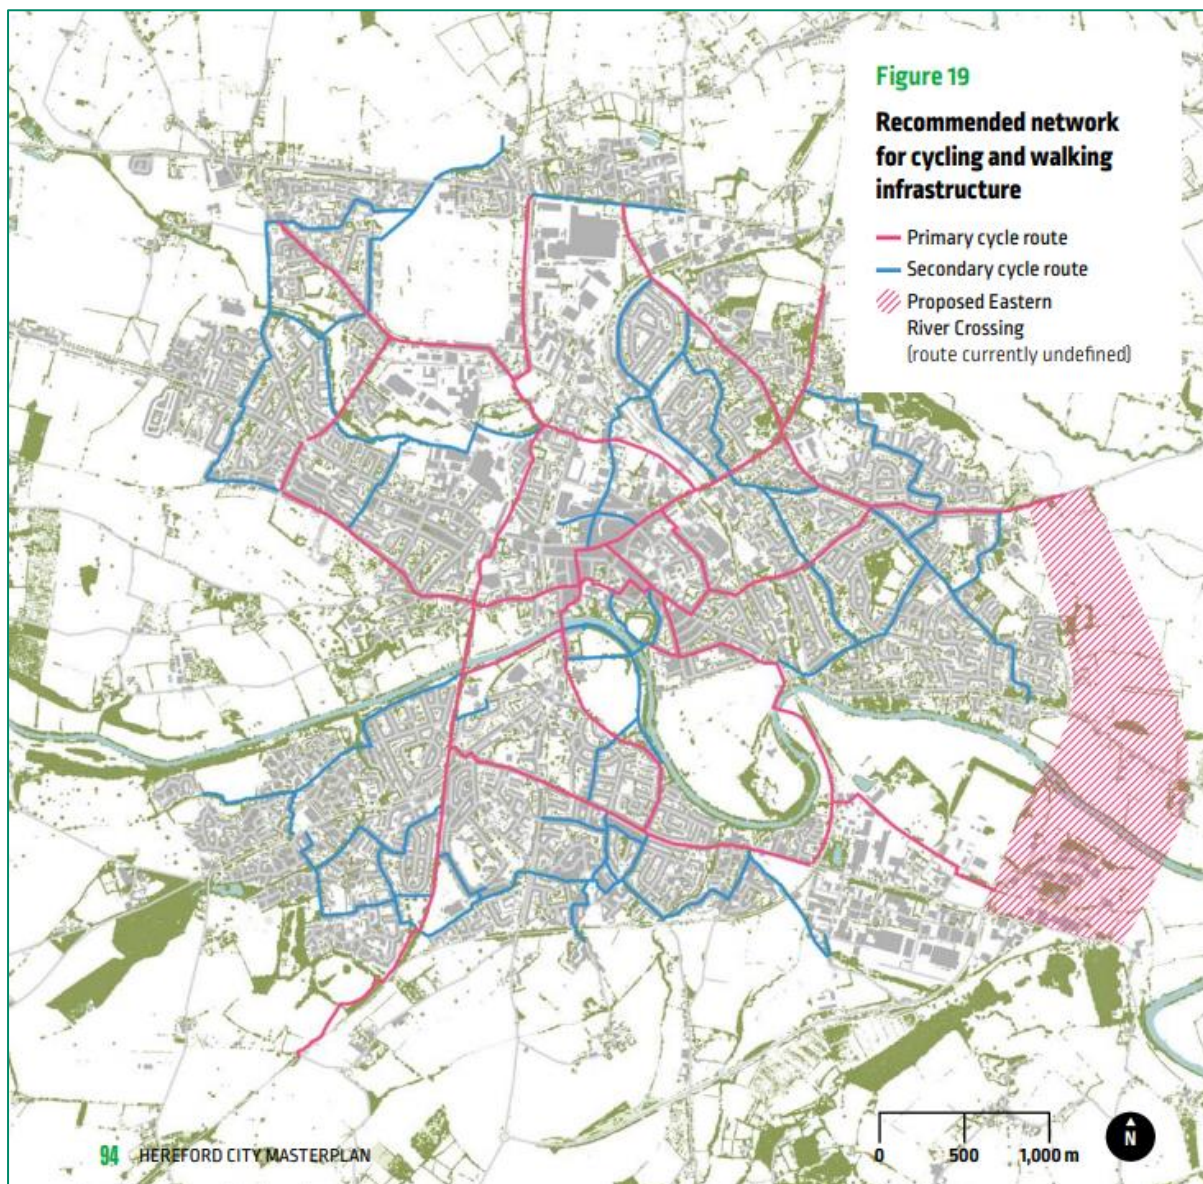 Figure 19
Recommended network
for cycling and walking
infrastructure
Primary cycle route
Secondary cycle route
Proposed Eastern
River Crossing
(route currently undefined)
0 500 1,000 m
N
94 HEREFORD CITY MASTERPLAN